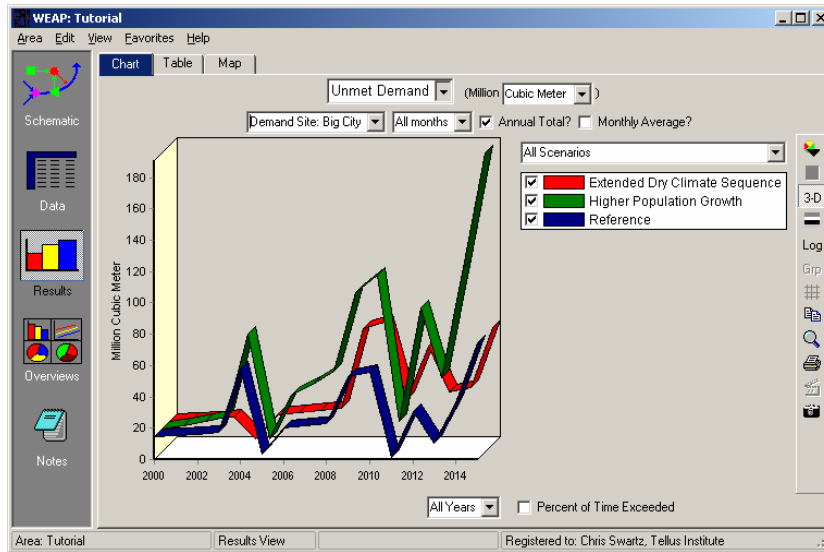 WEAP: Tutorial
Area Edit View Favorites Help
Chart Table Map
Unmet Demand (Million Cubic Meter )
Demand Site: Big City All months Annual Total? Monthly Average?
All Scenarios
Extended Dry Climate Sequence
Higher Population Growth
Reference
Schematic
Data
Results
Overviews
Notes
3-D
Log
Grp
Million Cubic Meter
180
160
140
120
100
80
60
40
20
0
2000 2002 2004 2006 2008 2010 2012 2014
All Years Percent of Time Exceeded
Area: Tutorial Results View Registered to: Chris Swartz, Tellus Institute